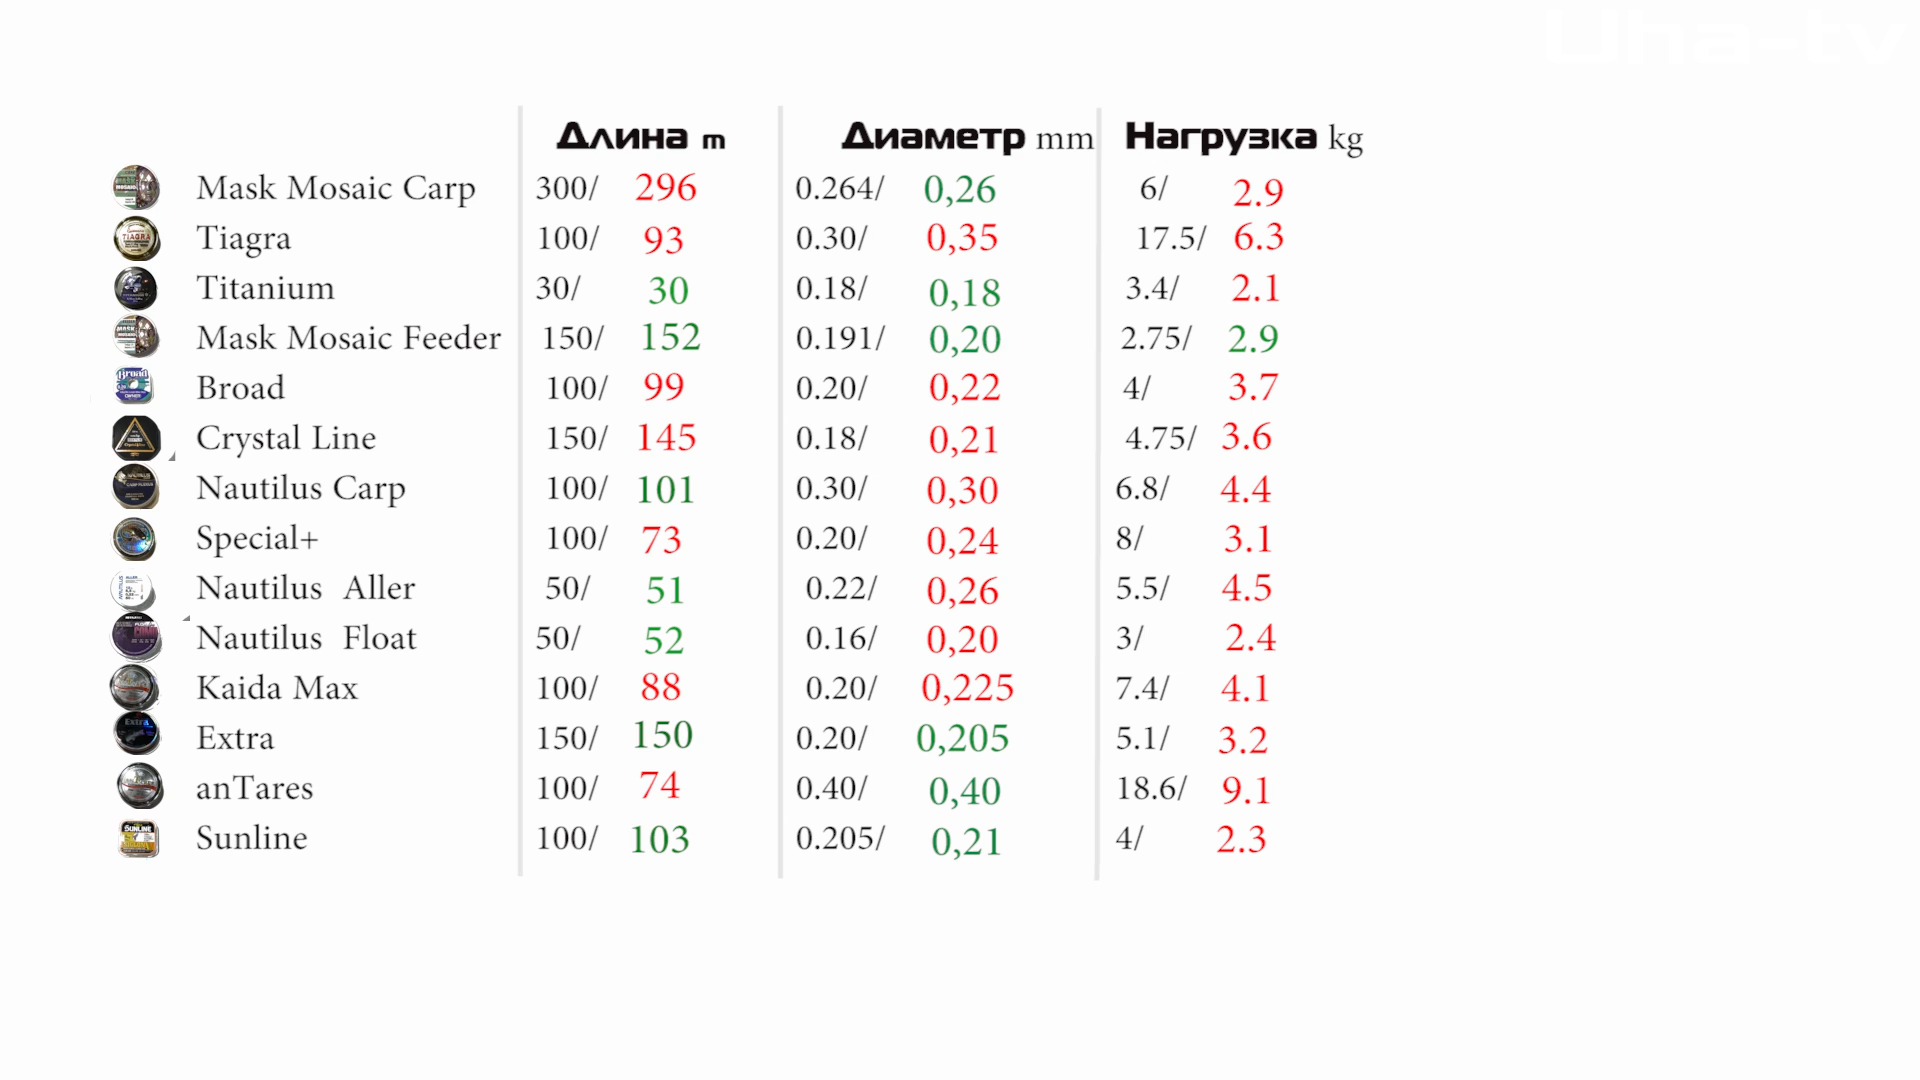 Uha-tv
Длина m Диаметр mm Нагрузка kg
Mask Mosaic Carp 300/ 296 0.264/ 0,26 6/ 2.9
Tiagra 100/ 93 0.30/ 0,35 17.5/ 6.3
Titanium 30/ 30 0.18/ 0,18 3.4/ 2.1
Mask Mosaic Feeder 150/ 152 0.191/ 0,20 2.75/ 2.9
Broad 100/ 99 0.20/ 0,22 4/ 3.7
Crystal Line 150/ 145 0.18/ 0,21 4.75/ 3.6
Nautilus Carp 100/ 101 0.30/ 0,30 6.8/ 4.4
Special+ 100/ 73 0.20/ 0,24 8/ 3.1
Nautilus Aller 50/ 51 0.22/ 0,26 5.5/ 4.5
Nautilus Float 50/ 52 0.16/ 0,20 3/ 2.4
Kaida Max 100/ 88 0.20/ 0,225 7.4/ 4.1
Extra 150/ 150 0.20/ 0,205 5.1/ 3.2
anTares 100/ 74 0.40/ 0,40 18.6/ 9.1
Sunline 100/ 103 0.205/ 0,21 4/ 2.3